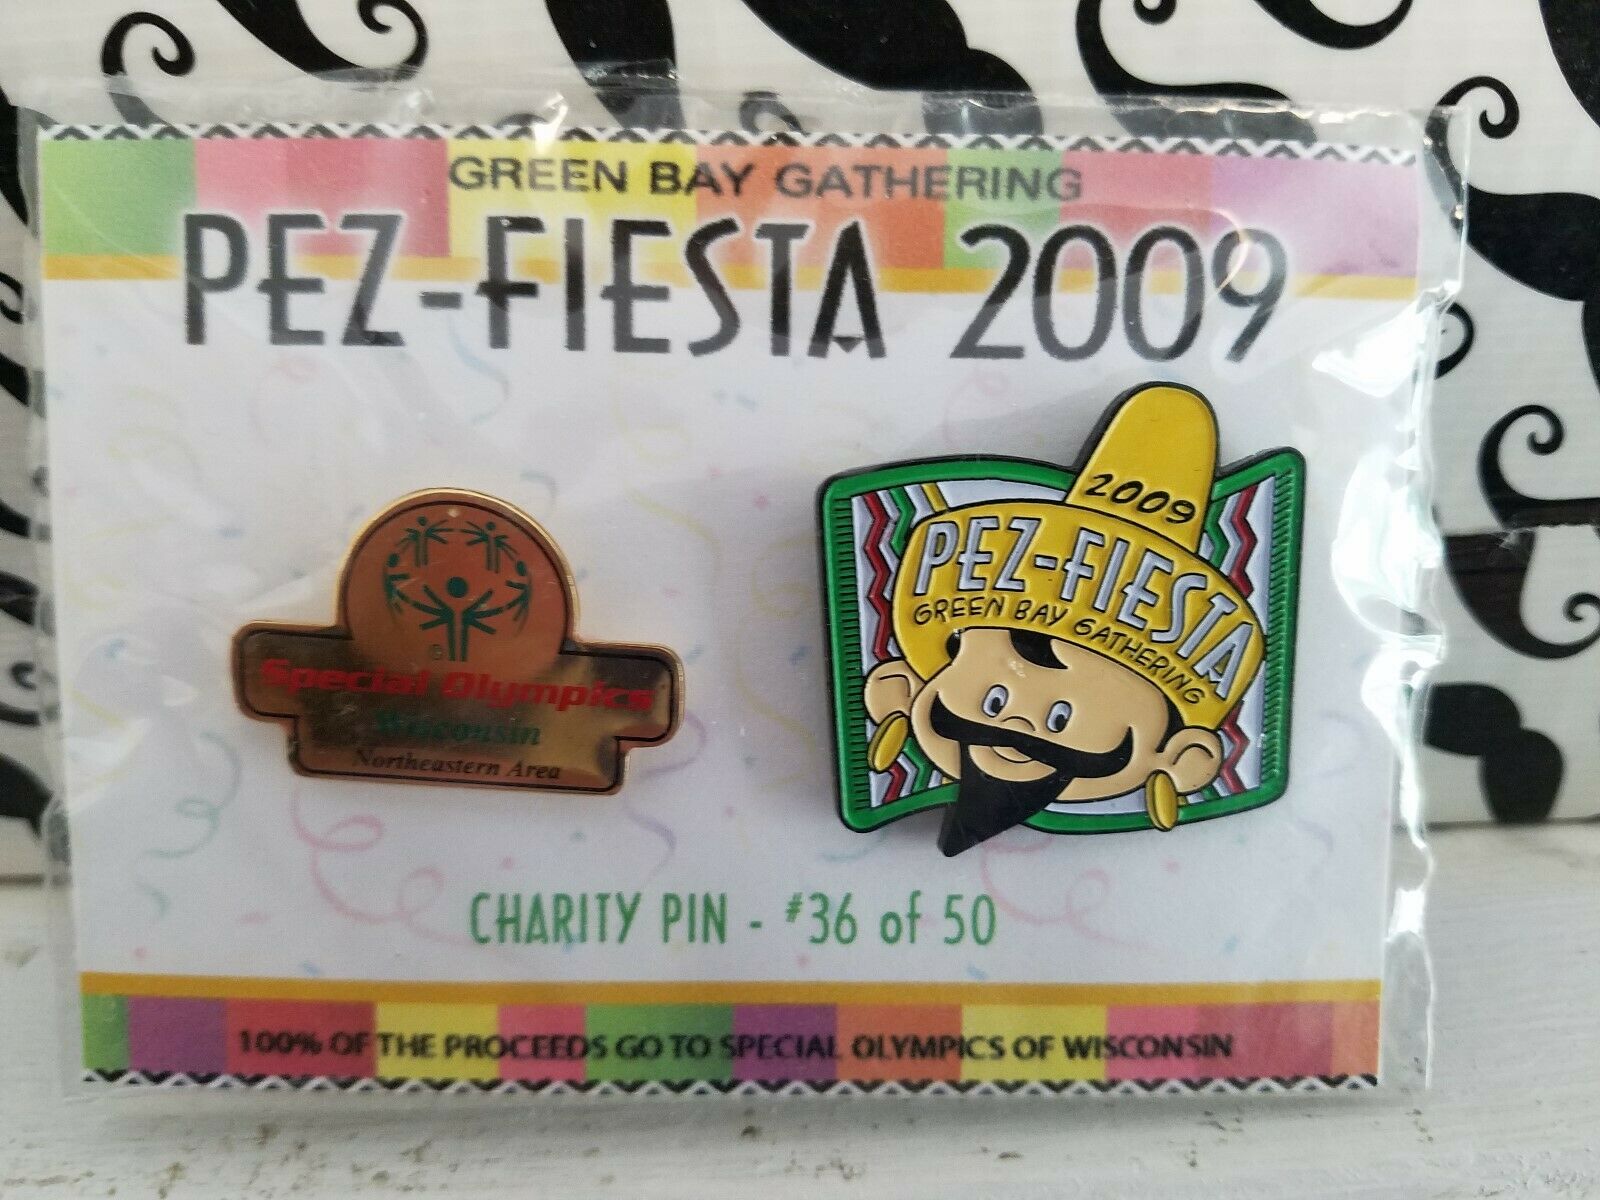 GREEN BAY GATHERING
PEZ-FIESTA 2009
Special Olympics
Wisconsin
Northeastern Area
2009
PEZ-FIESTA
GREEN BAY GATHERING
CHARITY PIN - #36 of 50
100% OF THE PROCEEDS GO TO SPECIAL OLYMPICS OF WISCONSIN